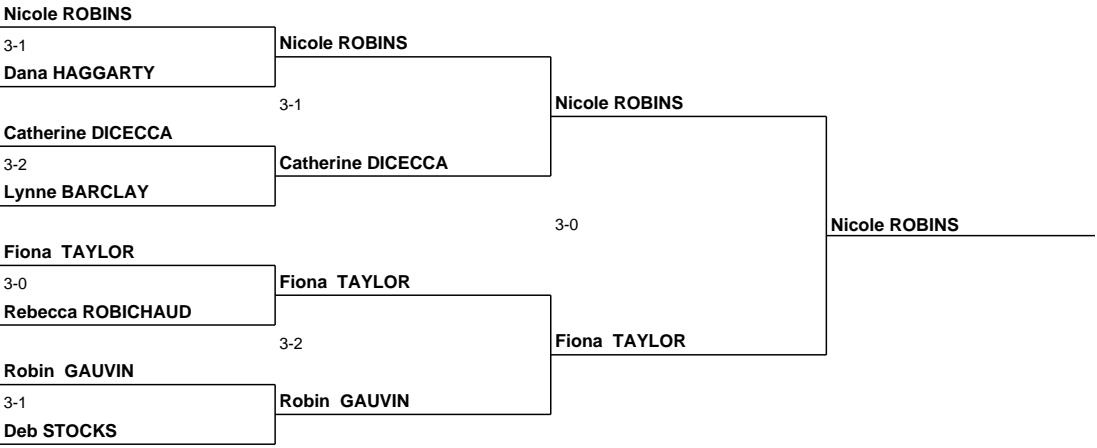 Nicole ROBINS
3-1
Nicole ROBINS
Dana HAGGARTY
3-1
Nicole ROBINS
Catherine DICECCA
3-2
Catherine DICECCA
Lynne BARCLAY
3-0
Nicole ROBINS
Fiona TAYLOR
3-0
Fiona TAYLOR
Rebecca ROBICHAUD
3-2
Fiona TAYLOR
Robin GAUVIN
3-1
Robin GAUVIN
Deb STOCKS